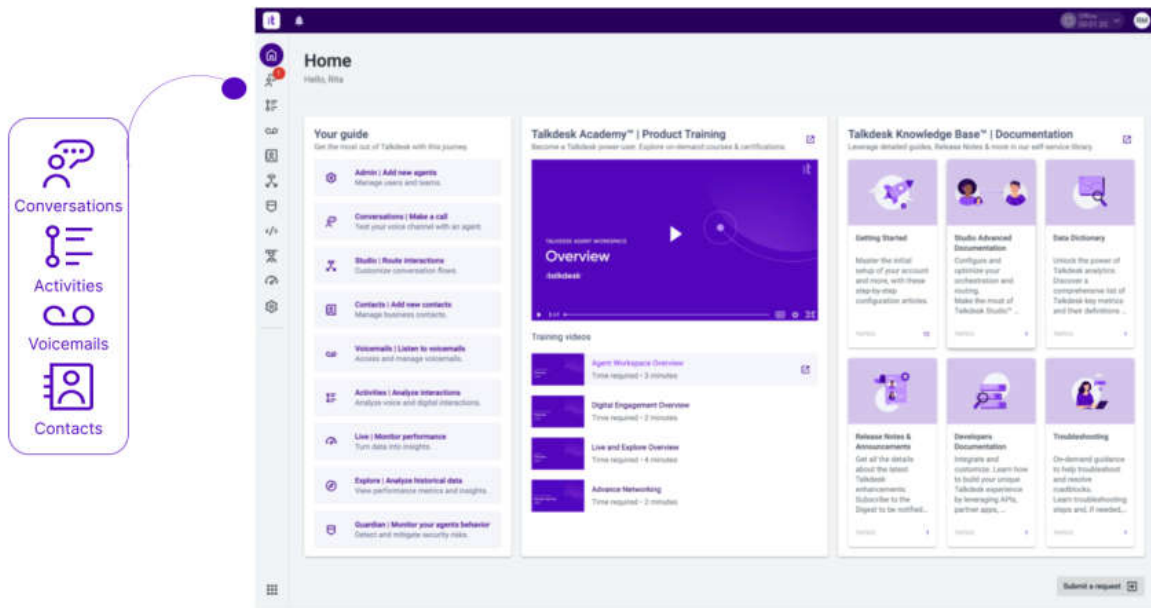 Conversations
Activities
Voicemails
Contacts
it
Offline
RM
Home
Hello, Rita
Your guide
Get the most out of Talkdesk with this journey.
Admin | Add new agents
Manage users and teams.
Conversations | Make a call
Test your voice channel with an agent.
Studio | Route interactions
Customize conversation flows.
Contacts | Add new contacts
Manage business contacts.
Voicemails | Listen to voicemails
Access and manage voicemails.
Activities | Analyze interactions
Analyze voice and digital interactions.
Live | Monitor performance
Turn data into insights.
Explore | Analyze historical data
View performance metrics and insights.
Guardian | Monitor your agents behavior
Detect and mitigate security risks.
Talkdesk Academy™ | Product Training
Become a Talkdesk power-user. Explore on-demand courses & certifications.
TALKDESK AGENT WORKSPACE
Overview
talkdesk
Training videos
Agent Workspace Overview
Time required • 3 minutes
Digital Engagement Overview
Time required • 2 minutes
Live and Explore Overview
Time required • 4 minutes
Advance Networking
Time required • 2 minutes
Talkdesk Knowledge Base™ | Documentation
Leverage detailed guides, Release Notes & more in our self-service library.
Getting Started
Master the initial
setup of your account
and more, with these
step-by-step
configuration articles.
TOPICS
Studio Advanced
Documentation
Configure and
optimize your
orchestration and
routing.
Make the most of
Talkdesk Studio™ ...
TOPICS
Data Dictionary
Unlock the power of
Talkdesk analytics.
Discover a
comprehensive list of
Talkdesk key metrics
and their definitions ...
TOPICS
Release Notes &
Announcements
Get all the details
about the latest
Talkdesk
enhancements.
Subscribe to the
Digest to be notified...
TOPICS
Developers
Documentation
Integrate and
customize. Learn how
to build your unique
Talkdesk experience
by leveraging APIs,
partner apps, ...
TOPICS
Troubleshooting
On-demand guidance
to help troubleshoot
and resolve
roadblocks.
Learn troubleshooting
steps and, if needed,...
TOPICS
Submit a request